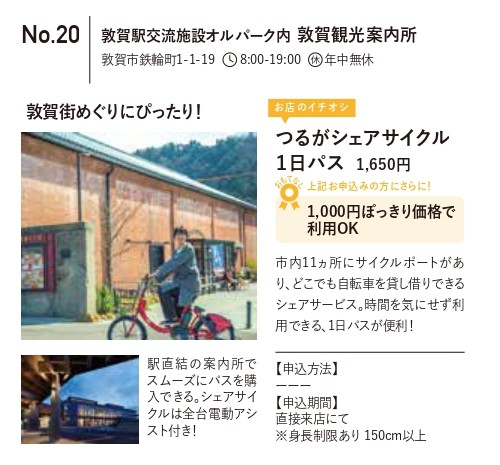 No.20
敦賀駅交流施設オルパーク内 敦賀観光案内所
敦賀市鉄輪町1-1-19 8:00-19:00 休 年中無休
敦賀街めぐりにぴったり!
お店のイチオシ
つるがシェアサイクル
1日パス 1,650円
おもてなし
上記お申込みの方にさらに!
1,000円ぽっきり価格で
利用OK
市内11ヵ所にサイクルポートがあ
り、どこでも自転車を貸し借りできる
シェアサービス。時間を気にせず利
用できる、1日パスが便利!
駅直結の案内所で
スムーズにパスを購
入できる。シェアサイ
クルは全台電動アシ
スト付き!
【申込方法】
ーーー
【申込期間】
直接来店にて
※身長制限あり 150cm以上